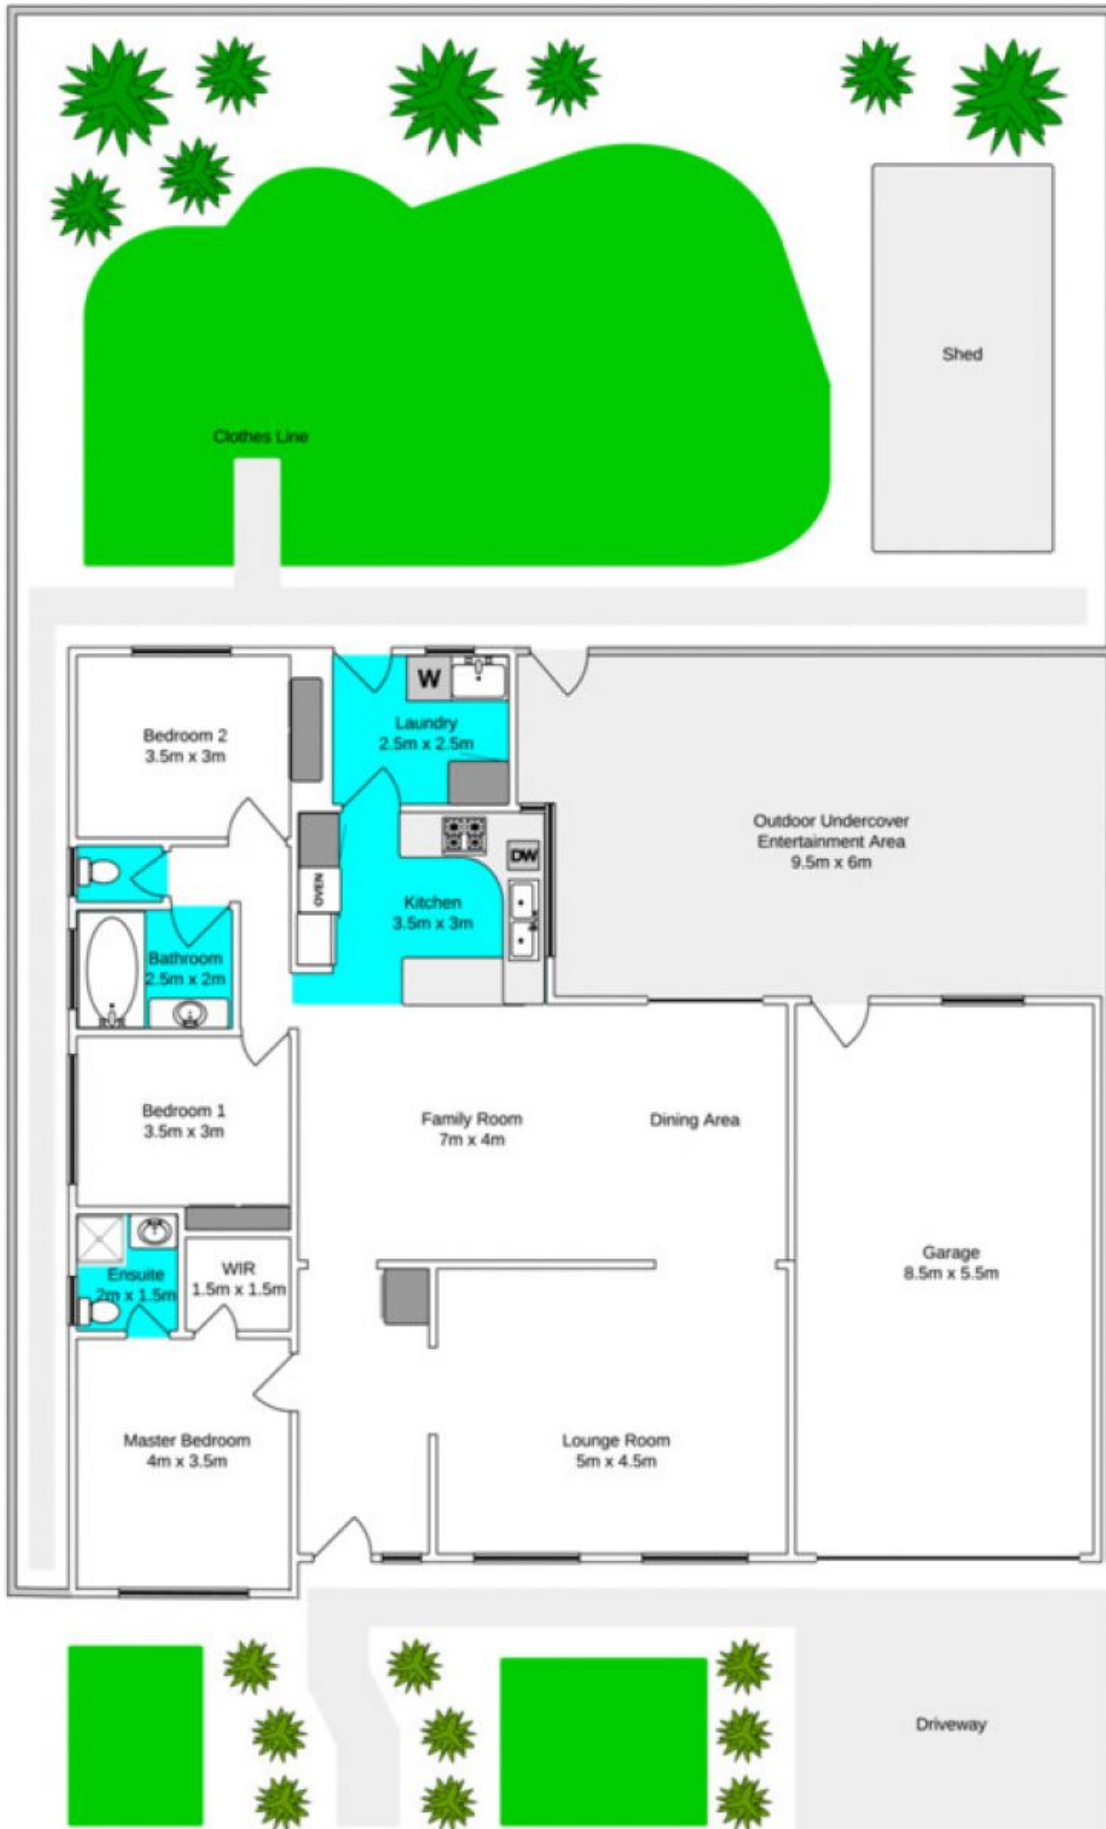 Shed
Clothes Line
Bedroom 2
3.5m x 3m
W
Laundry
2.5m x 2.5m
Outdoor Undercover
Entertainment Area
9.5m x 6m
DW
OVEN
Kitchen
3.5m x 3m
Bathroom
2.5m x 2m
Bedroom 1
3.5m x 3m
Family Room
7m x 4m
Dining Area
Garage
8.5m x 5.5m
Ensuite
2m x 1.5m
WIR
1.5m x 1.5m
Master Bedroom
4m x 3.5m
Lounge Room
5m x 4.5m
Driveway